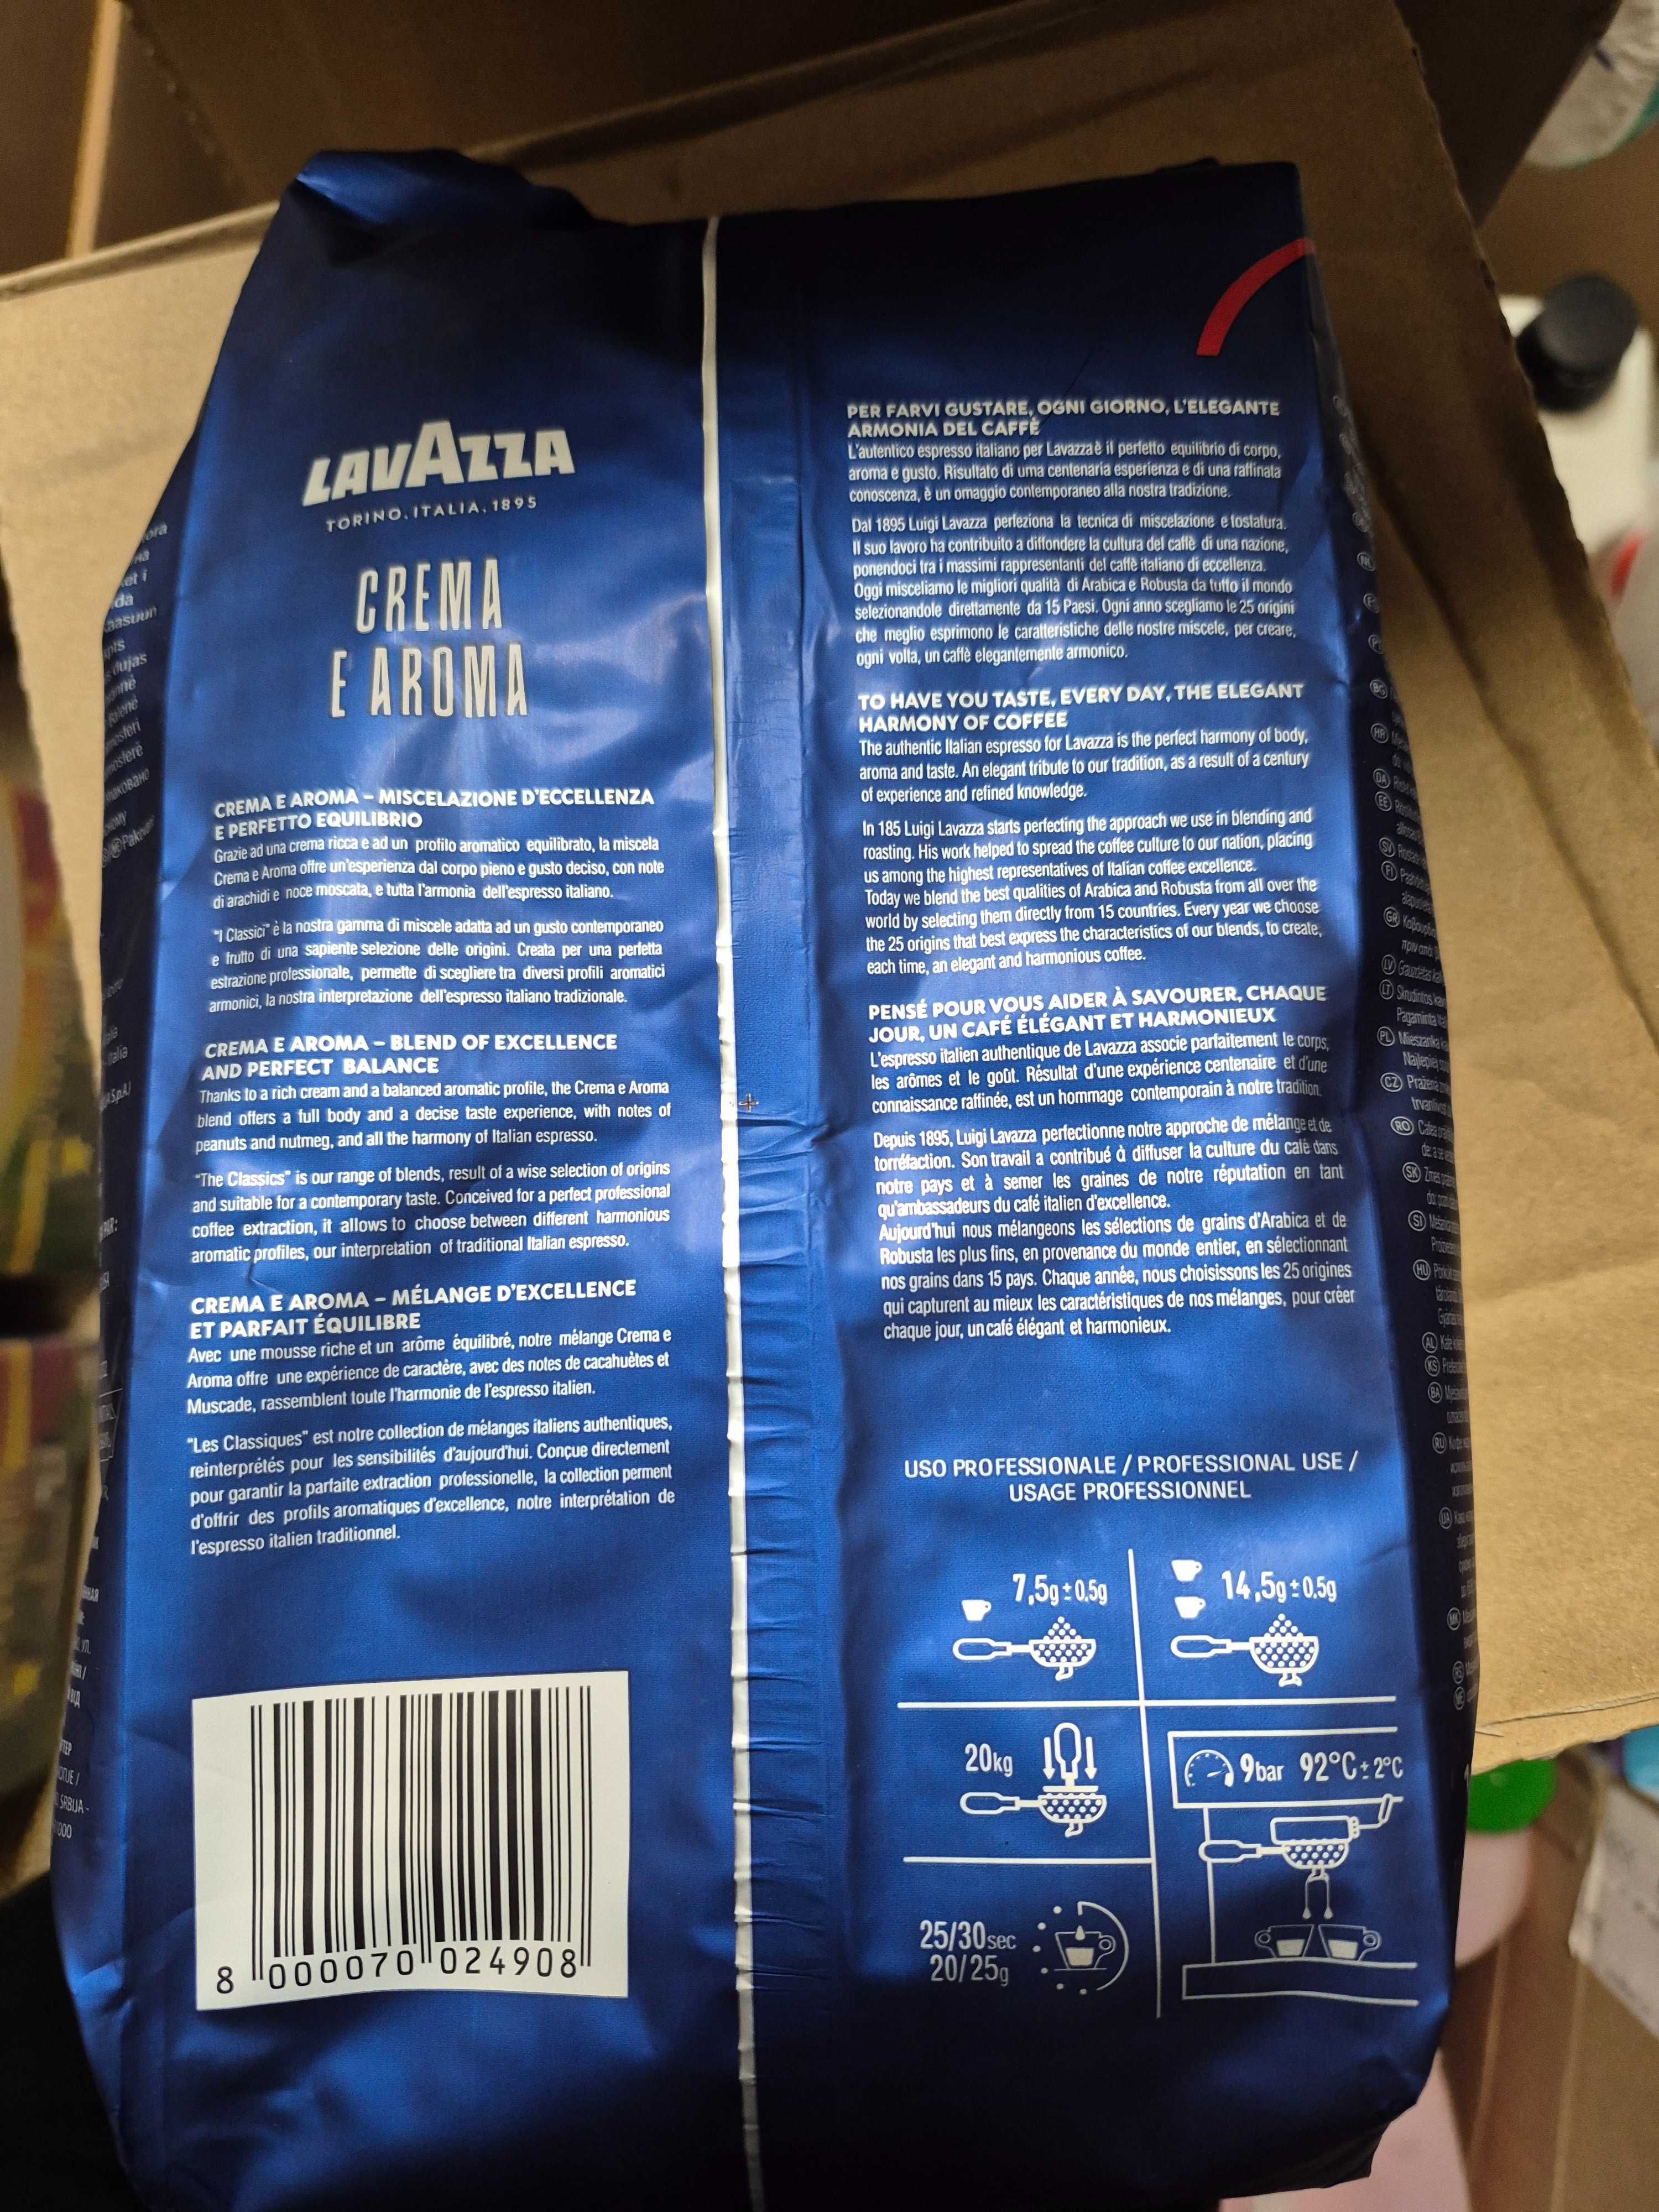 LAVAZZA
TORINO, ITALIA, 1895
CREMA
E AROMA
CREMA E AROMA – MISCELAZIONE D'ECCELLENZA
E PERFETTO EQUILIBRIO
Grazie ad una crema ricca e ad un profilo aromatico equilibrato, la miscela
Crema e Aroma offre un'esperienza dal corpo pieno e gusto deciso, con note
di arachidi e noce moscata, e tutta l'armonia dell'espresso italiano.
"I Classici" è la nostra gamma di miscele adatta ad un gusto contemporaneo
e frutto di una sapiente selezione delle origini. Creata per una perfetta
estrazione professionale, permette di scegliere tra diversi profili aromatici
armonici, la nostra interpretazione dell'espresso italiano tradizionale.
CREMA E AROMA – BLEND OF EXCELLENCE
AND PERFECT BALANCE
Thanks to a rich cream and a balanced aromatic profile, the Crema e Aroma
blend offers a full body and a decise taste experience, with notes of
peanuts and nutmeg, and all the harmony of Italian espresso.
"The Classics" is our range of blends, result of a wise selection of origins
and suitable for a contemporary taste. Conceived for a perfect professional
coffee extraction, it allows to choose between different harmonious
aromatic profiles, our interpretation of traditional Italian espresso.
CREMA E AROMA – MÉLANGE D'EXCELLENCE
ET PARFAIT ÉQUILIBRE
Avec une mousse riche et un arôme équilibré, notre mélange Crema e
Aroma offre une expérience de caractère, avec des notes de cacahuètes et
Muscade, rassemblent toute l'harmonie de l'espresso italien.
"Les Classiques" est notre collection de mélanges italiens authentiques,
reinterprétés pour les sensibilités d'aujourd'hui. Conçue directement
pour garantir la parfaite extraction professionelle, la collection perment
d'offrir des profils aromatiques d'excellence, notre interprétation de
l'espresso italien traditionnel.
8 000070 024908
PER FARVI GUSTARE, OGNI GIORNO, L'ELEGANTE
ARMONIA DEL CAFFÈ
L'autentico espresso italiano per Lavazza è il perfetto equilibrio di corpo,
aroma e gusto. Risultato di uma centenaria esperienza e di una raffinata
conoscenza, è un omaggio contemporaneo alla nostra tradizione.
Dal 1895 Luigi Lavazza perfeziona la tecnica di miscelazione e tostatura.
Il suo lavoro ha contribuito a diffondere la cultura del caffè di una nazione,
ponendoci tra i massimi rappresentanti del caffè italiano di eccellenza.
Oggi misceliamo le migliori qualità di Arabica e Robusta da tutto il mondo
selezionandole direttamente da 15 Paesi. Ogni anno scegliamo le 25 origini
che meglio esprimono le caratteristiche delle nostre miscele, per creare,
ogni volta, un caffè elegantemente armonico.
TO HAVE YOU TASTE, EVERY DAY, THE ELEGANT
HARMONY OF COFFEE
The authentic Italian espresso for Lavazza is the perfect harmony of body,
aroma and taste. An elegant tribute to our tradition, as a result of a century
of experience and refined knowledge.
In 185 Luigi Lavazza starts perfecting the approach we use in blending and
roasting. His work helped to spread the coffee culture to our nation, placing
us among the highest representatives of Italian coffee excellence.
Today we blend the best qualities of Arabica and Robusta from all over the
world by selecting them directly from 15 countries. Every year we choose
the 25 origins that best express the characteristics of our blends, to create,
each time, an elegant and harmonious coffee.
PENSÉ POUR VOUS AIDER À SAVOURER, CHAQUE
JOUR, UN CAFÉ ÉLÉGANT ET HARMONIEUX
L'espresso italien authentique de Lavazza associe parfaitement le corps,
les arômes et le goût. Résultat d'une expérience centenaire et d'une
connaissance raffinée, est un hommage contemporain à notre tradition.
Depuis 1895, Luigi Lavazza perfectionne notre approche de mélange et de
torréfaction. Son travail a contribué à diffuser la culture du café dans
notre pays et à semer les graines de notre réputation en tant
qu'ambassadeurs du café italien d'excellence.
Aujourd'hui nous mélangeons les sélections de grains d'Arabica et de
Robusta les plus fins, en provenance du monde entier, en sélectionnant
nos grains dans 15 pays. Chaque année, nous choisissons les 25 origines
qui capturent au mieux les caractéristiques de nos mélanges, pour créer
chaque jour, un café élégant et harmonieux.
USO PROFESSIONALE / PROFESSIONAL USE /
USAGE PROFESSIONNEL
7,5g±0,5g
14,5g±0,5g
20kg
9bar 92°C±2°C
25/30sec
20/25g